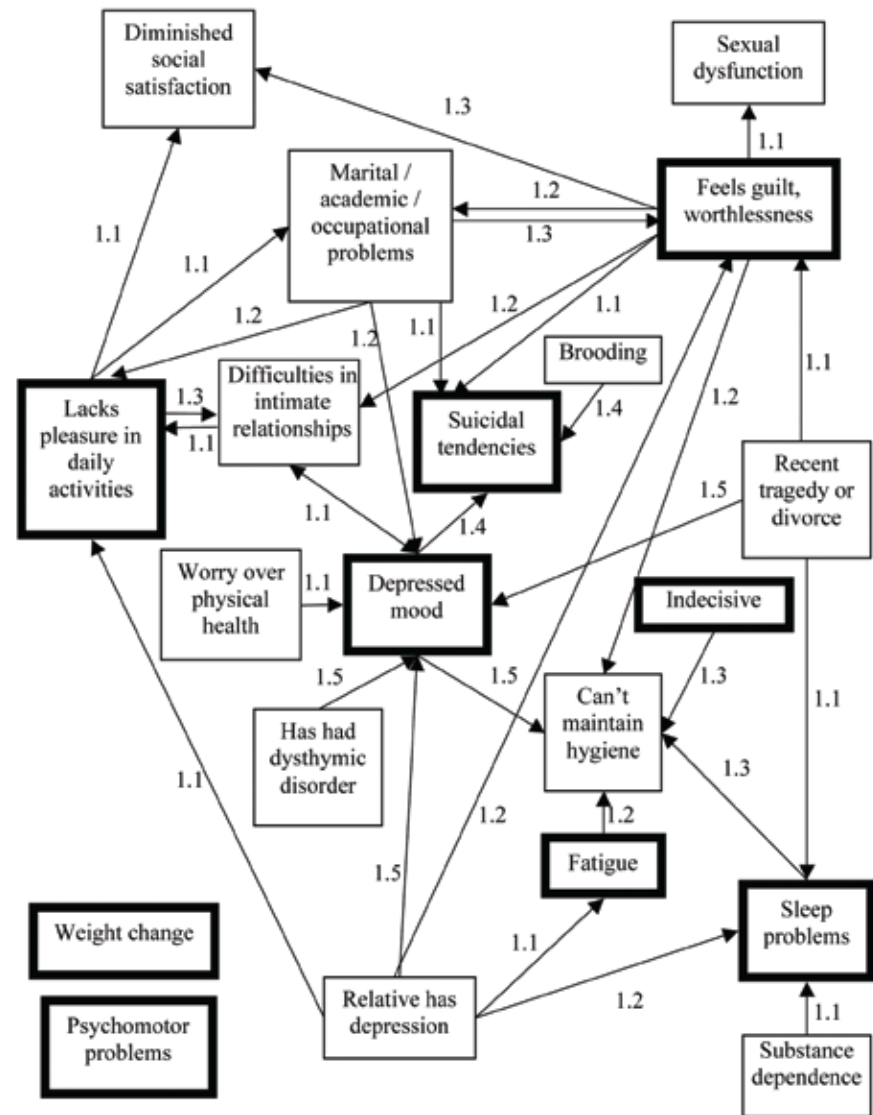 Diminished
social
satisfaction
Sexual
dysfunction
1.3
1.1
Marital /
academic /
occupational
problems
Feels guilt,
worthlessness
1.2
1.3
1.1
1.1
1.2
1.2
1.1
1.2
1.1
Brooding
1.4
1.2
1.1
Lacks
pleasure in
daily
activities
1.3
1.1
Difficulties in
intimate
relationships
Suicidal
tendencies
Recent
tragedy or
divorce
1.5
1.1
1.4
Worry over
physical
health
1.1
Depressed
mood
Indecisive
1.5
1.5
1.3
1.1
Has had
dysthymic
disorder
Can't
maintain
hygiene
1.3
1.1
1.2
1.2
1.5
Fatigue
Sleep
problems
Weight change
1.1
1.2
1.1
Relative has
depression
Psychomotor
problems
Substance
dependence